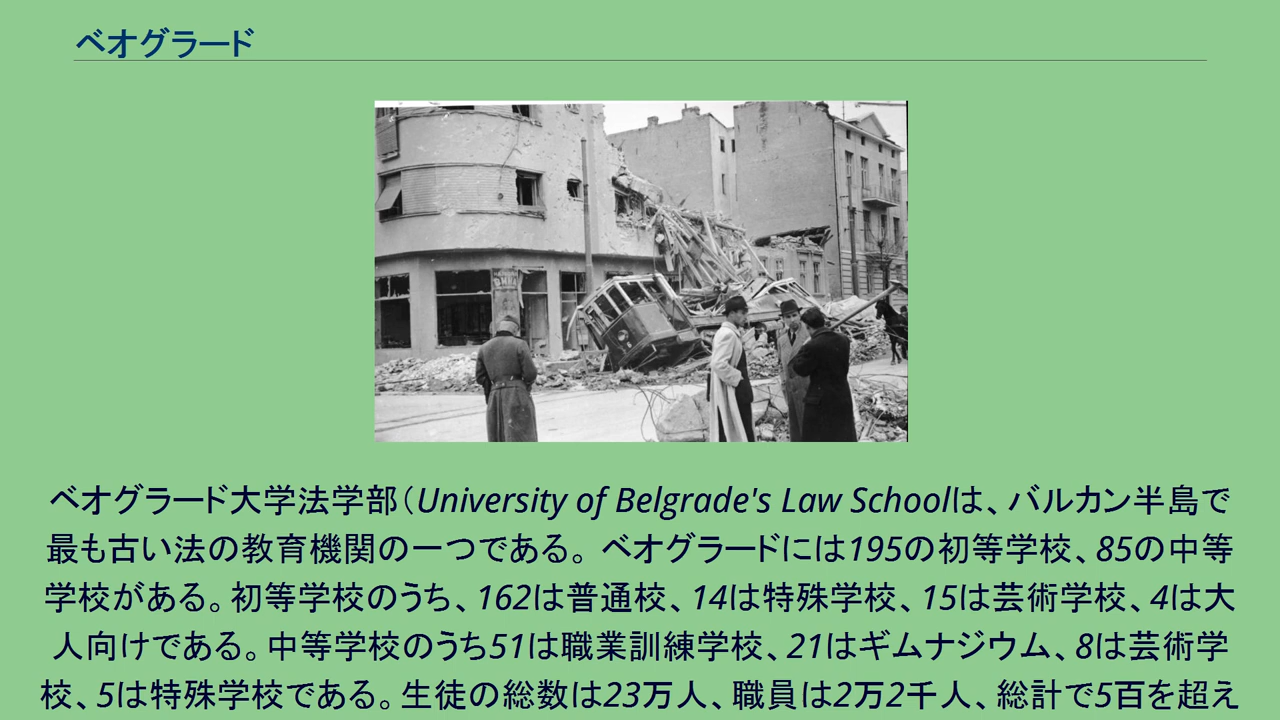 ベオグラード
ベオグラード大学法学部（University of Belgrade's Law Schoolは、バルカン半島で
最も古い法の教育機関の一つである。 ベオグラードには195の初等学校、85の中等
学校がある。初等学校のうち、162は普通校、14は特殊学校、15は芸術学校、4は大
人向けである。中等学校のうち51は職業訓練学校、21はギムナジウム、8は芸術学
校、5は特殊学校である。生徒の総数は23万人、職員は2万2千人、総計で5百を超え